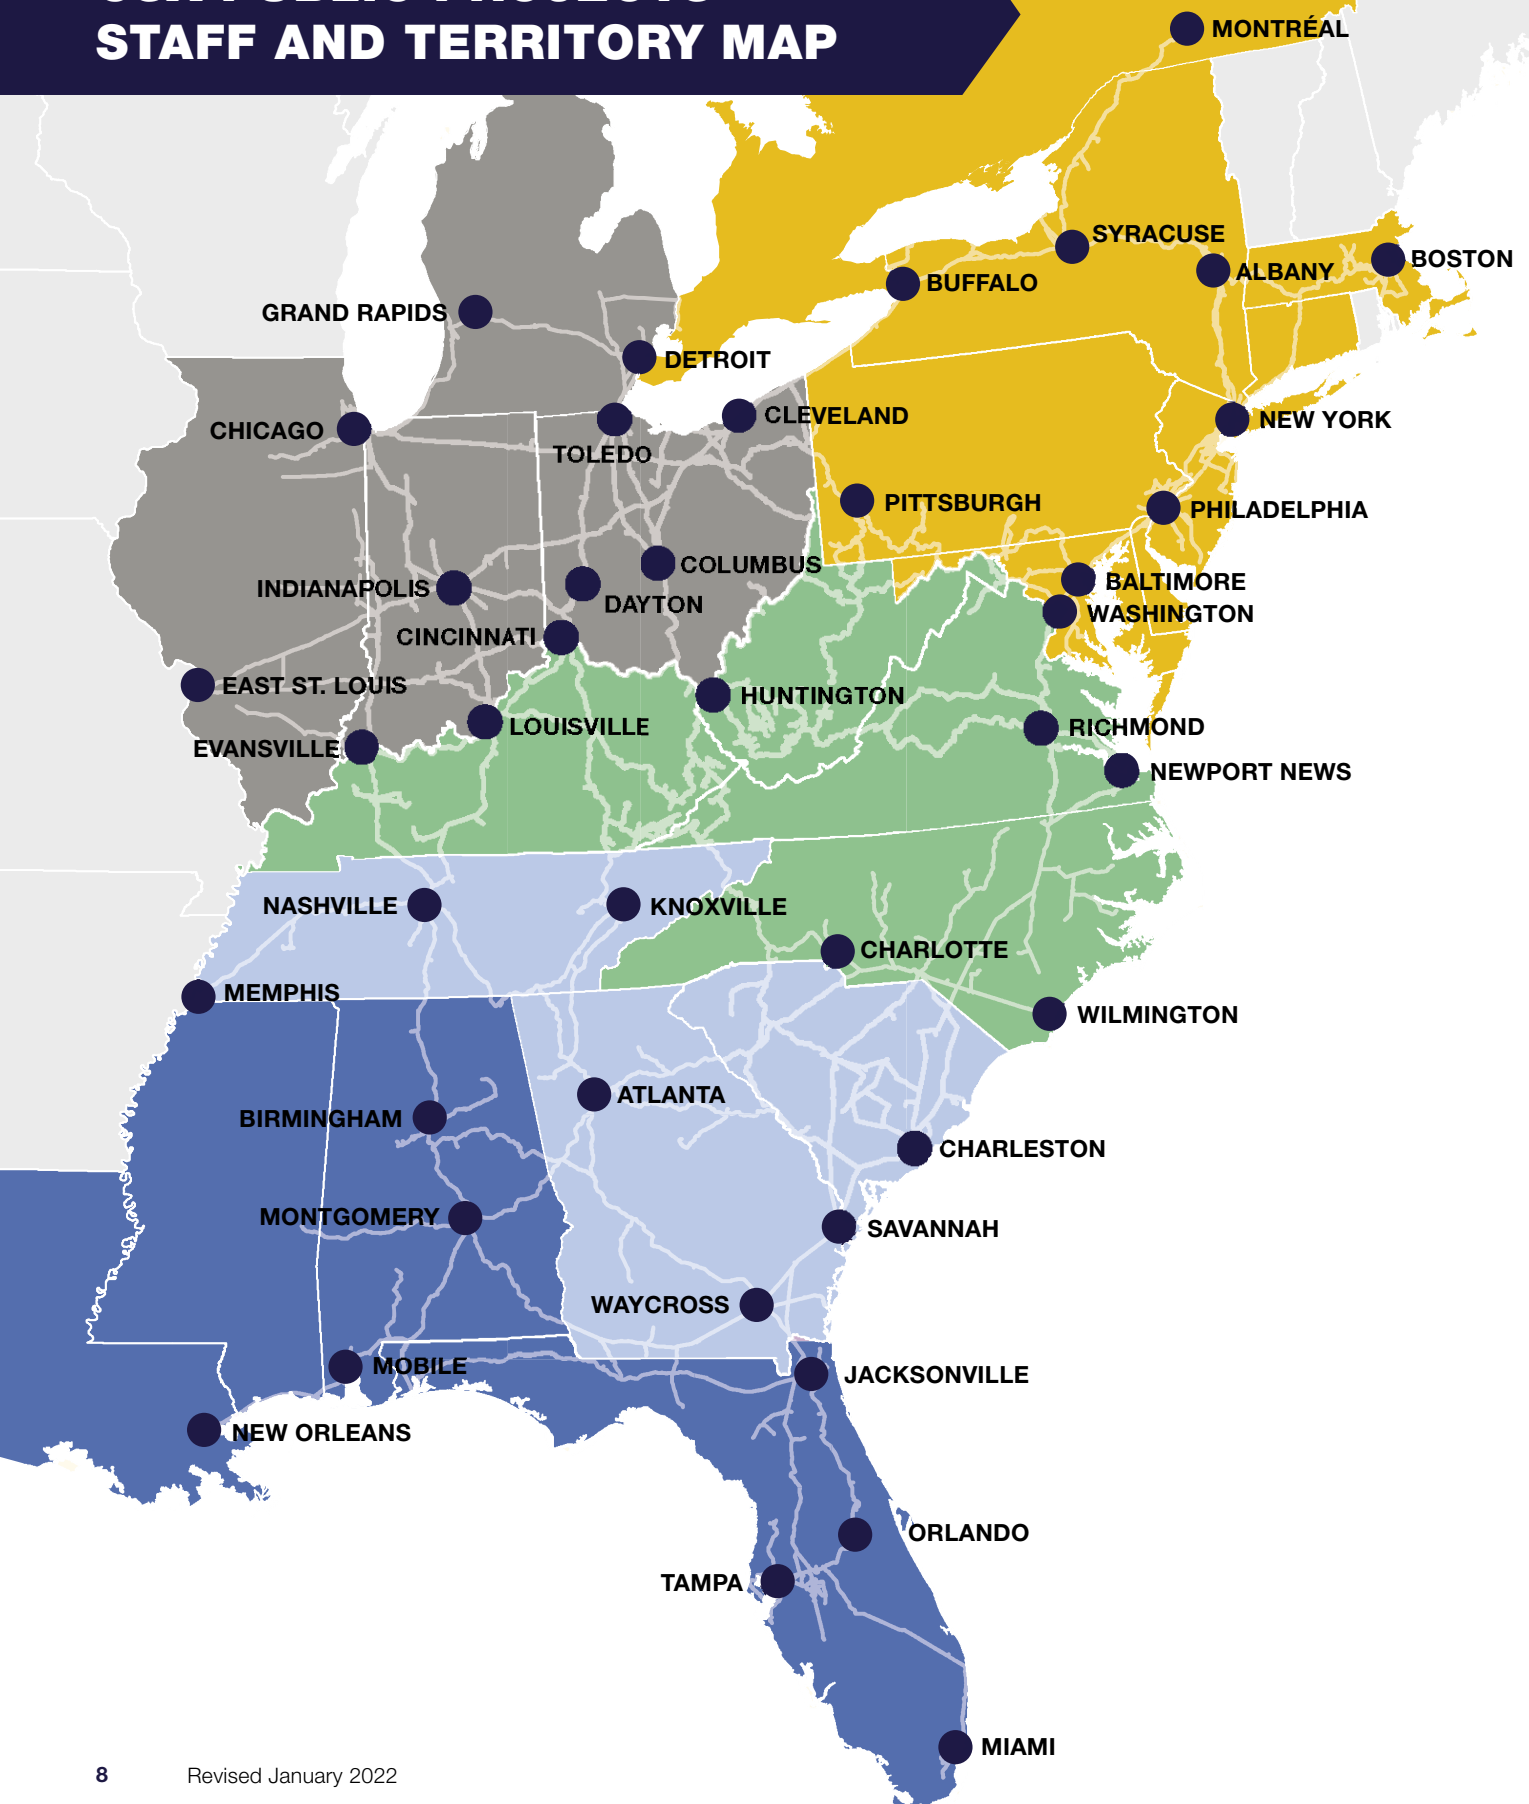 STAFF AND TERRITORY MAP
MONTRÉAL
SYRACUSE
BOSTON
ALBANY
BUFFALO
GRAND RAPIDS
DETROIT
CLEVELAND
NEW YORK
CHICAGO
TOLEDO
PITTSBURGH
PHILADELPHIA
COLUMBUS
BALTIMORE
INDIANAPOLIS
DAYTON
WASHINGTON
CINCINNATI
EAST ST. LOUIS
HUNTINGTON
LOUISVILLE
RICHMOND
EVANSVILLE
NEWPORT NEWS
NASHVILLE
KNOXVILLE
CHARLOTTE
MEMPHIS
WILMINGTON
ATLANTA
BIRMINGHAM
CHARLESTON
MONTGOMERY
SAVANNAH
WAYCROSS
MOBILE
JACKSONVILLE
NEW ORLEANS
ORLANDO
TAMPA
MIAMI
8 Revised January 2022